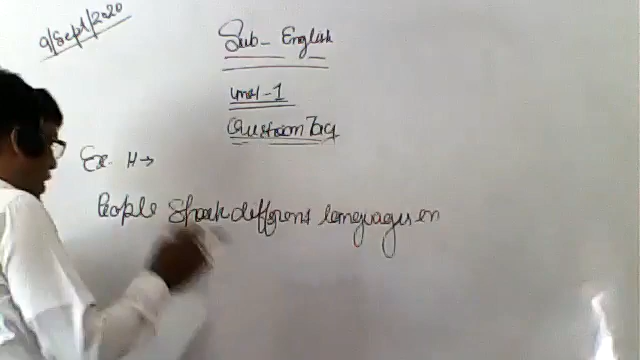 9/Sept/2020
Sub- English
Unit-1
Question Tag
Ex. H →
People Speak different languages in